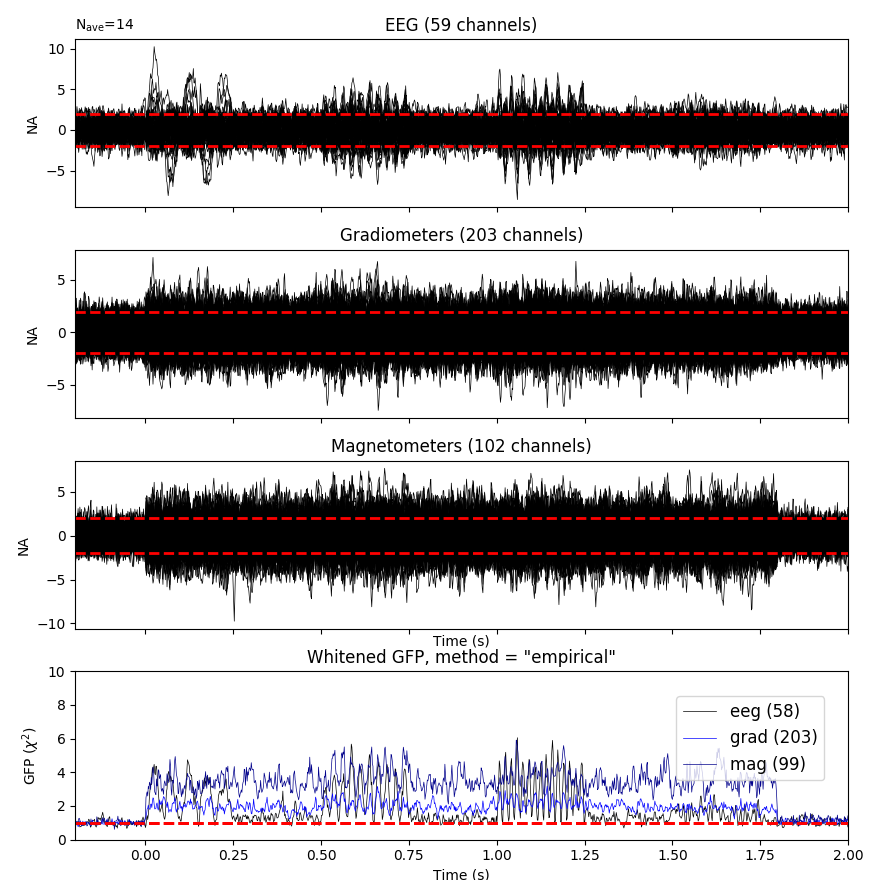 N_ave=14
EEG (59 channels)
10
5
0
−5
NA
Gradiometers (203 channels)
5
0
−5
NA
Magnetometers (102 channels)
5
0
−5
−10
NA
Time (s)
Whitened GFP, method = "empirical"
10
8
6
4
2
0
GFP (χ²)
eeg (58)
grad (203)
mag (99)
0.00 0.25 0.50 0.75 1.00 1.25 1.50 1.75 2.00
Time (s)